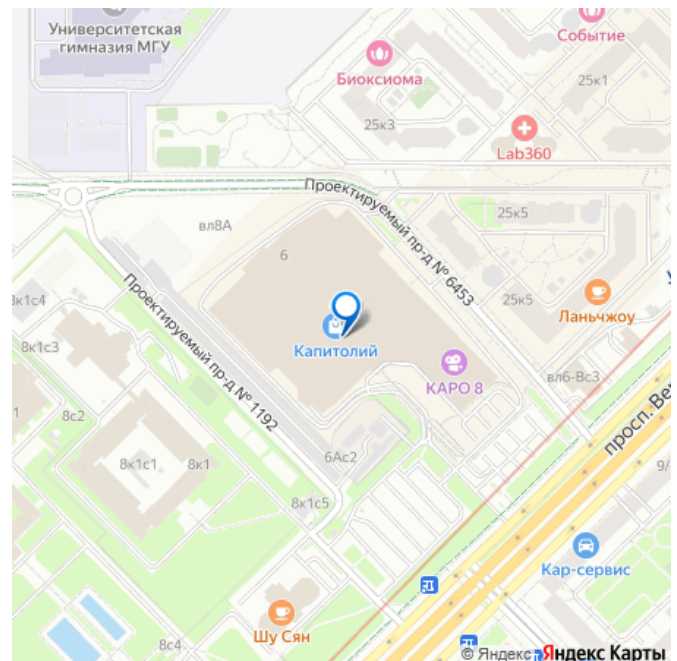 Университетская
гимназия МГУ
Событие
Биоксиома
25к1
25к3
Lab360
Проектируемый пр-д № 6453
25к5
вл8А
6
25к5
Ланьчжоу
8к1с3
Проектируемый пр-д № 1192
Капитолий
КАРО 8
вл6-Вс3
8с2
просп. Вер
8к1с1
8к1
6Ас2
9/
8к1с5
Кар-сервис
Шу Сян
8с4
© Яндекс Яндекс Карты